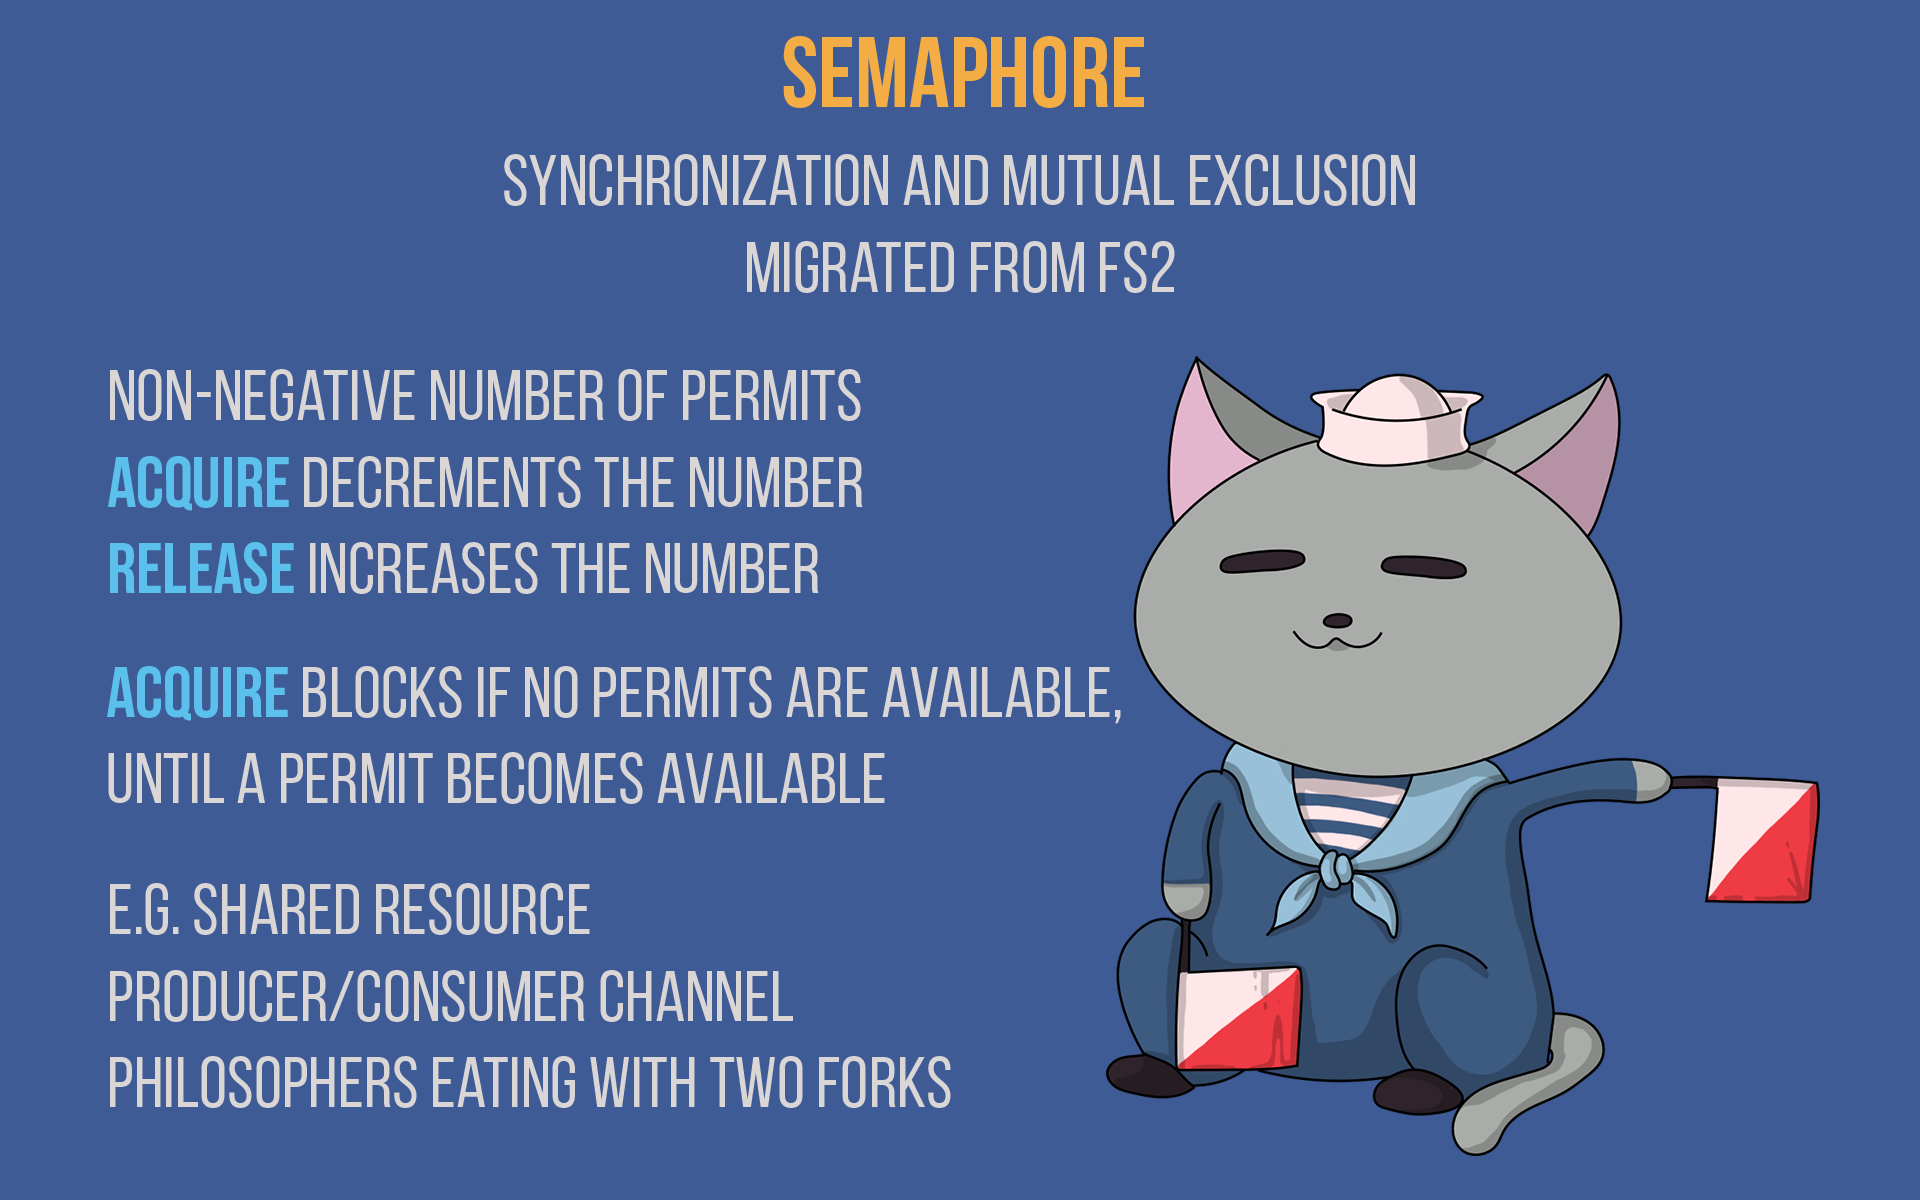 SEMAPHORE
SYNCHRONIZATION AND MUTUAL EXCLUSION
MIGRATED FROM FS2
NON-NEGATIVE NUMBER OF PERMITS
ACQUIRE DECREMENTS THE NUMBER
RELEASE INCREASES THE NUMBER
ACQUIRE BLOCKS IF NO PERMITS ARE AVAILABLE,
UNTIL A PERMIT BECOMES AVAILABLE
E.G. SHARED RESOURCE
PRODUCER/CONSUMER CHANNEL
PHILOSOPHERS EATING WITH TWO FORKS